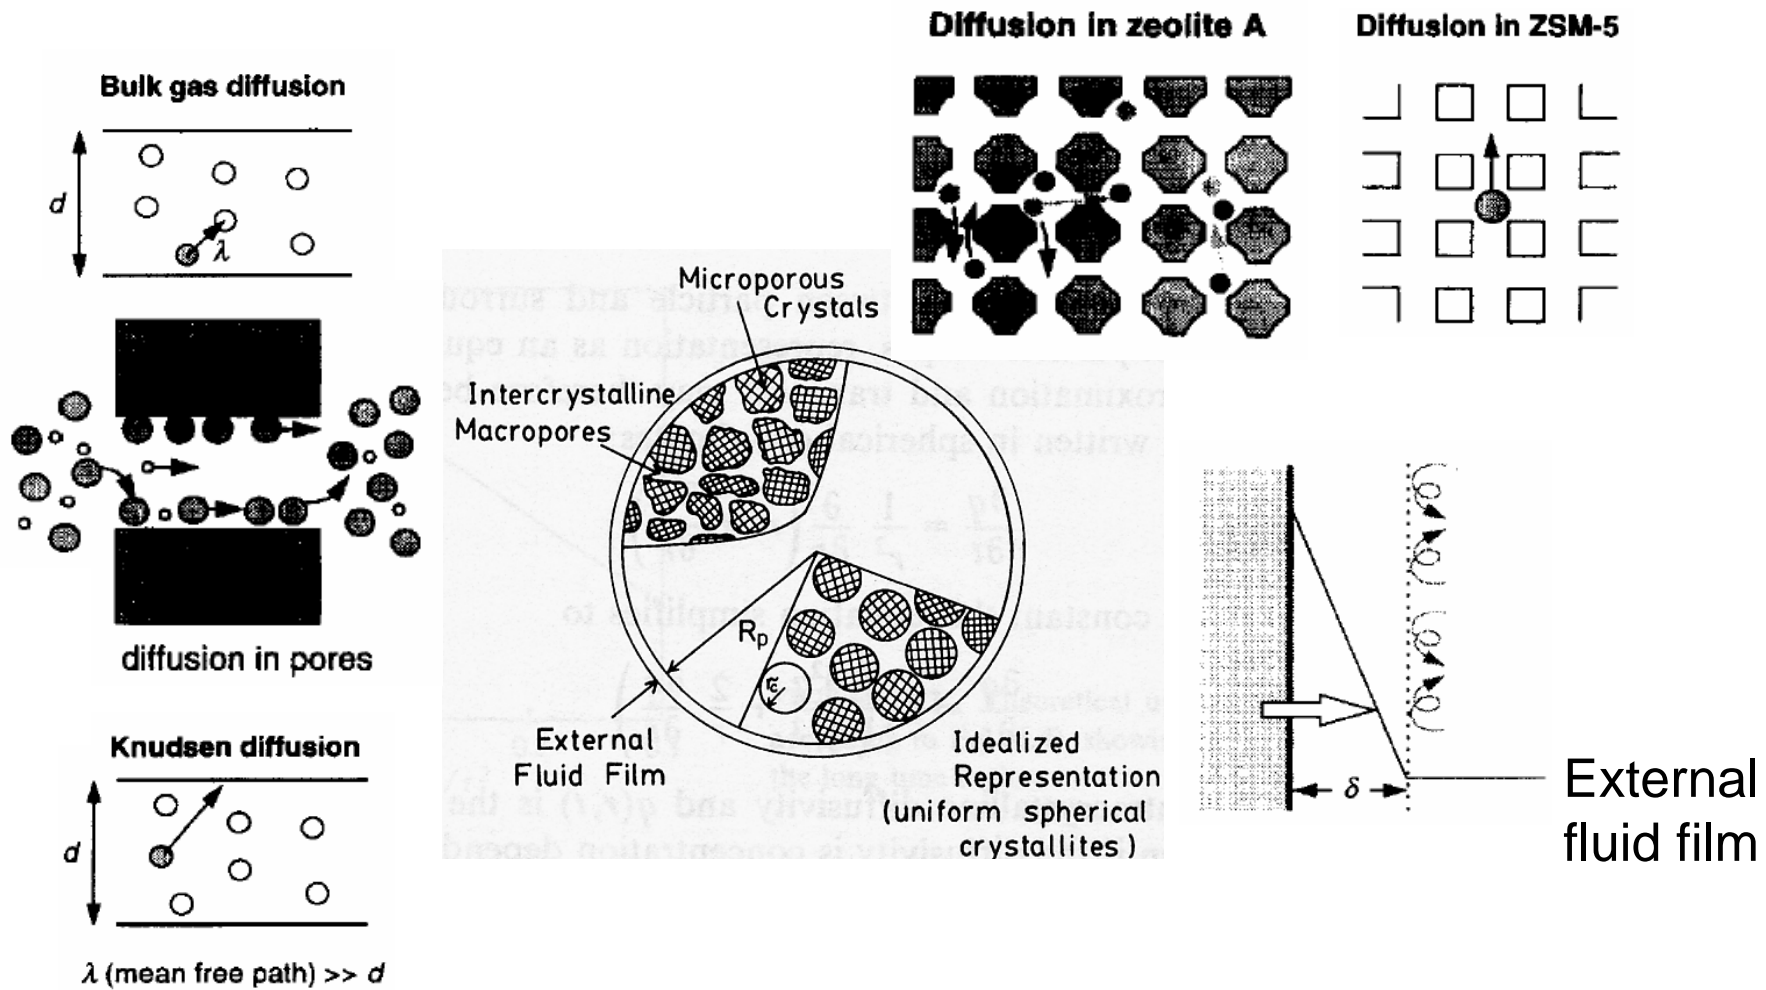 Bulk gas diffusion
d
λ
diffusion in pores
Knudsen diffusion
d
λ (mean free path) >> d
Microporous
Crystals
Intercrystalline
Macropores
Rp
rc
External
Fluid Film
Idealized
Representation
(uniform spherical
crystallites)
Diffusion in zeolite A
Diffusion in ZSM-5
δ
External
fluid film